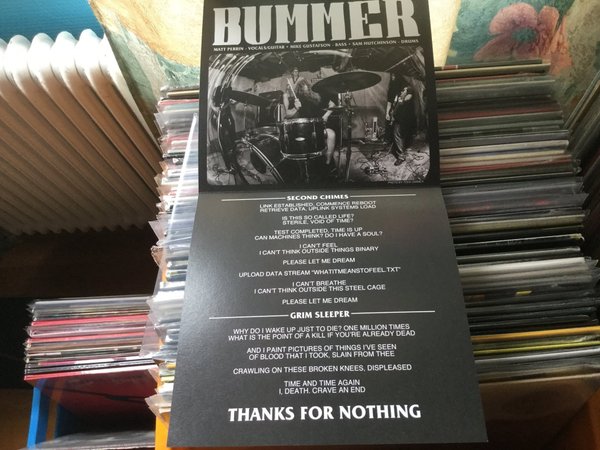 BUMMER
MATT PERRIN - VOCALS/GUITAR • MIKE GUSTAFSON - BASS • SAM HUTCHINSON - DRUMS
SECOND CHIMES
LINK ESTABLISHED, COMMENCE REBOOT
RETRIEVE DATA, UPLINK SYSTEMS LOAD
IS THIS SO CALLED LIFE?
STERILE, VOID OF TIME?
TEST COMPLETED, TIME IS UP
CAN MACHINES THINK? DO I HAVE A SOUL?
I CAN'T FEEL
I CAN'T THINK OUTSIDE THINGS BINARY
PLEASE LET ME DREAM
UPLOAD DATA STREAM "WHATITMEANSTOFEEL.TXT"
I CAN'T BREATHE
I CAN'T THINK OUTSIDE THIS STEEL CAGE
PLEASE LET ME DREAM
GRIM SLEEPER
WHY DO I WAKE UP JUST TO DIE? ONE MILLION TIMES
WHAT IS THE POINT OF A KILL IF YOU'RE ALREADY DEAD
AND I PAINT PICTURES OF THINGS I'VE SEEN
OF BLOOD THAT I TOOK, SLAIN FROM THEE
CRAWLING ON THESE BROKEN KNEES, DISPLEASED
TIME AND TIME AGAIN
I, DEATH, CRAVE AN END
THANKS FOR NOTHING